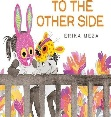 TO THE
OTHER SIDE
ERIKA MEZA